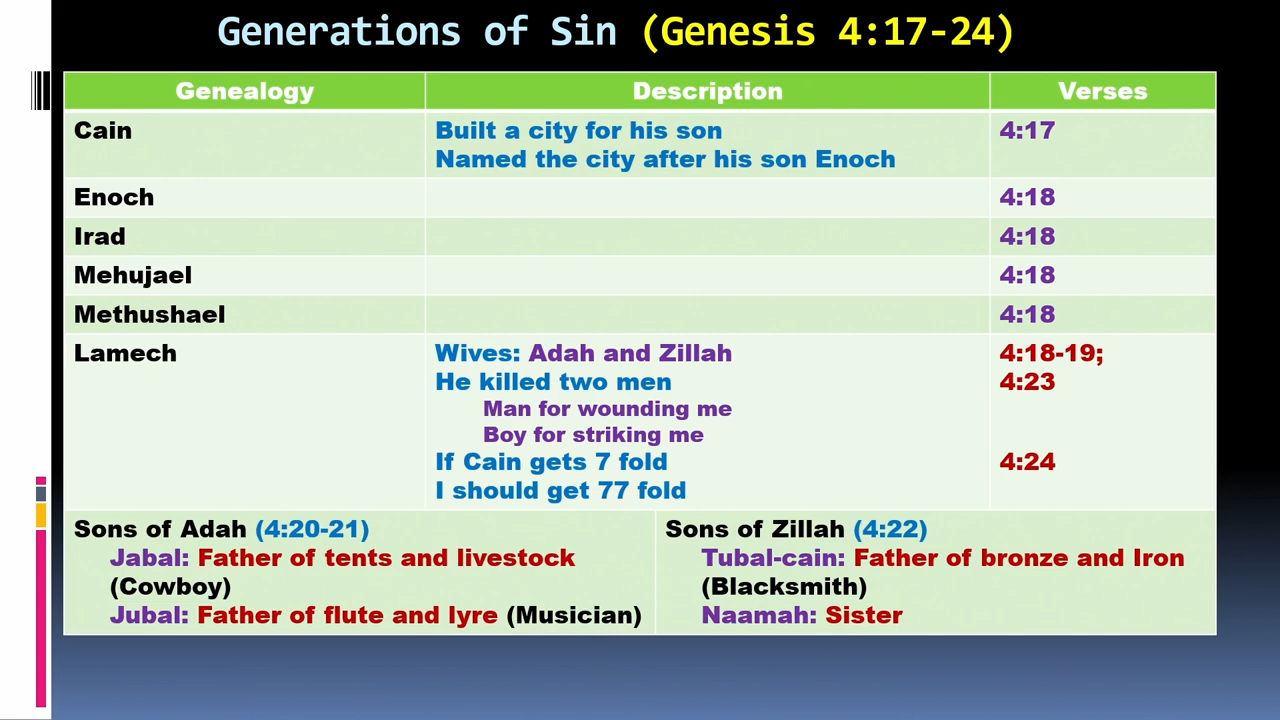 Generations of Sin (Genesis 4:17-24)
Genealogy Description Verses
Cain Built a city for his son 4:17
Named the city after his son Enoch
Enoch 4:18
Irad 4:18
Mehujael 4:18
Methushael 4:18
Lamech Wives: Adah and Zillah 4:18-19;
He killed two men 4:23
Man for wounding me
Boy for striking me
If Cain gets 7 fold 4:24
I should get 77 fold
Sons of Adah (4:20-21)
Jabal: Father of tents and livestock
(Cowboy)
Jubal: Father of flute and lyre (Musician)
Sons of Zillah (4:22)
Tubal-cain: Father of bronze and Iron
(Blacksmith)
Naamah: Sister